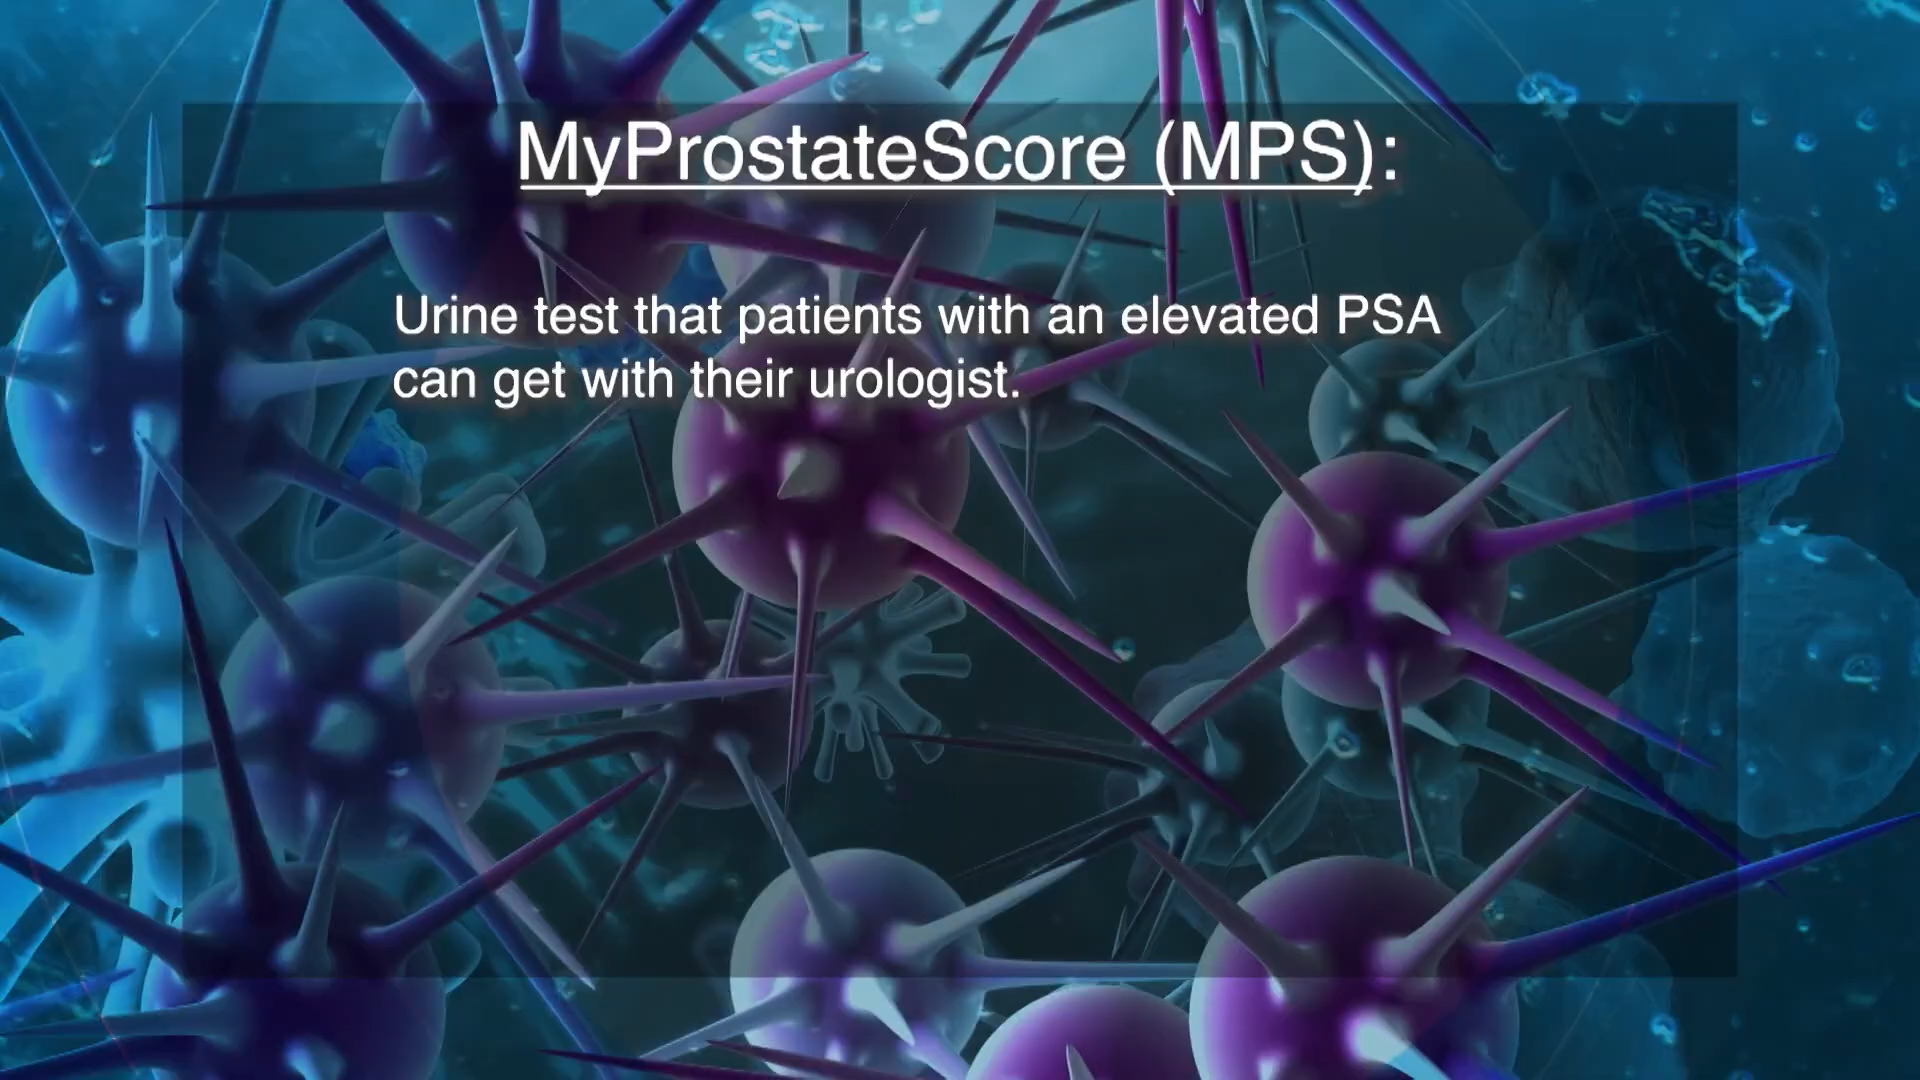 MyProstateScore (MPS):
Urine test that patients with an elevated PSA
can get with their urologist.